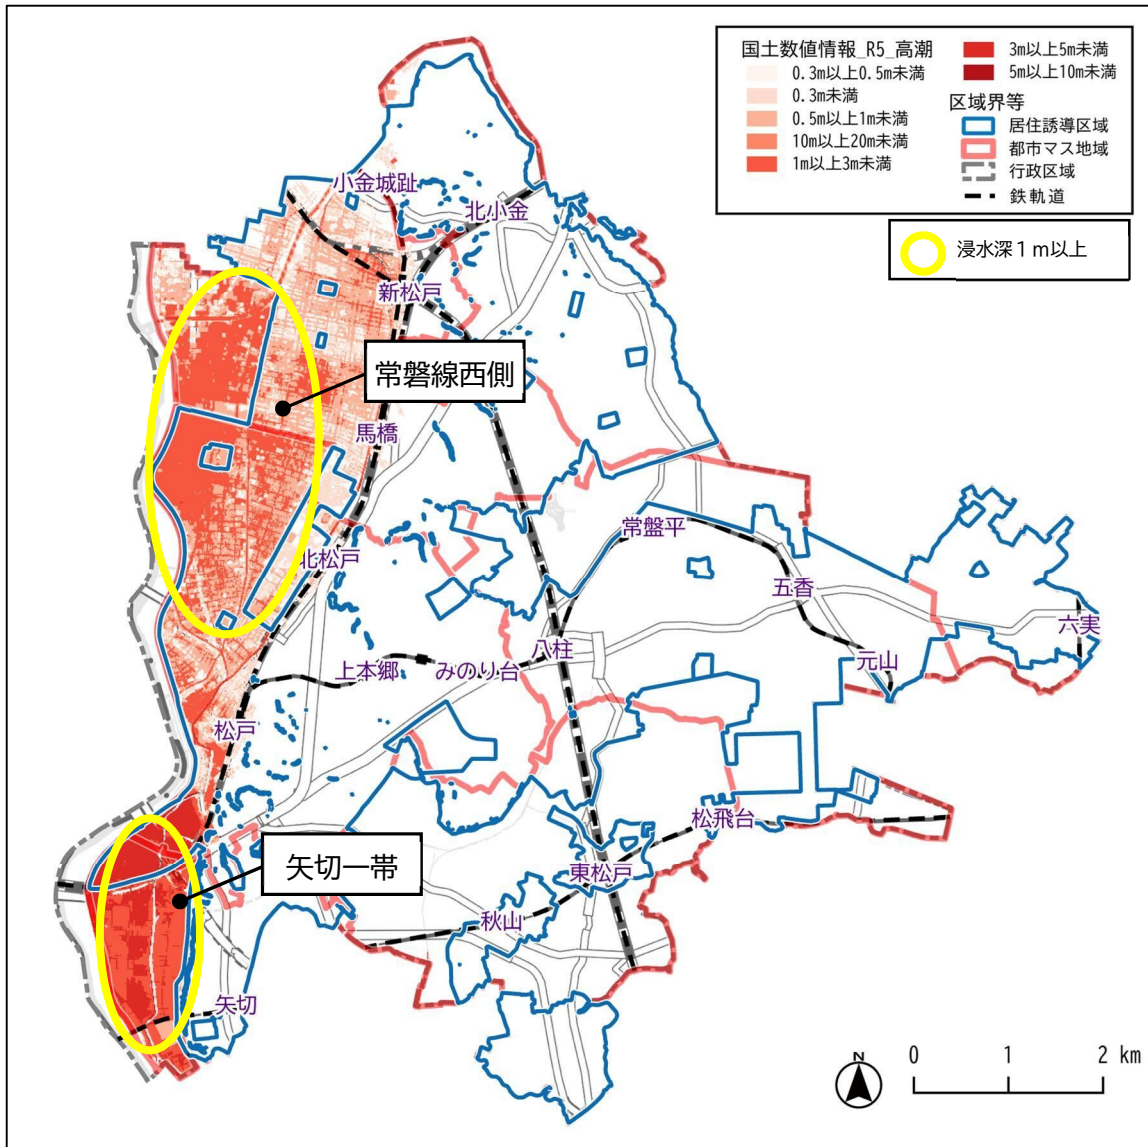 国土数値情報_R5_高潮
0.3m以上0.5m未満
0.3m未満
0.5m以上1m未満
10m以上20m未満
1m以上3m未満
3m以上5m未満
5m以上10m未満
区域界等
居住誘導区域
都市マス地域
行政区域
鉄軌道
浸水深１ｍ以上
小金城趾
北小金
新松戸
常磐線西側
馬橋
北松戸
常盤平
五香
六実
元山
八柱
みのり台
上本郷
松戸
松飛台
矢切一帯
東松戸
秋山
矢切
N
0 1 2 km